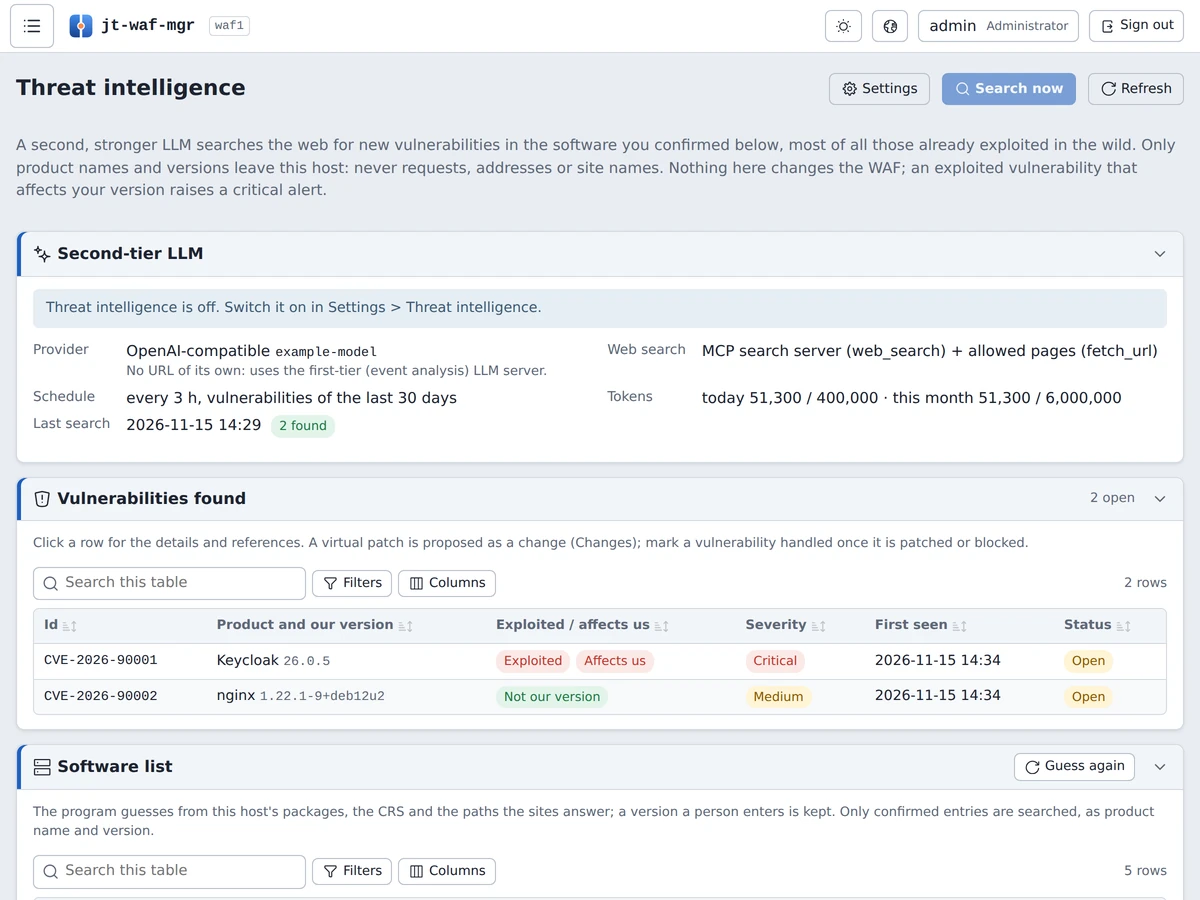 jt-waf-mgr waf1 admin Administrator Sign out
Threat intelligence Settings Search now Refresh
A second, stronger LLM searches the web for new vulnerabilities in the software you confirmed below, most of all those already exploited in the wild. Only
product names and versions leave this host: never requests, addresses or site names. Nothing here changes the WAF; an exploited vulnerability that
affects your version raises a critical alert.
Second-tier LLM
Threat intelligence is off. Switch it on in Settings > Threat intelligence.
Provider OpenAI-compatible example-model Web search MCP search server (web_search) + allowed pages (fetch_url)
No URL of its own: uses the first-tier (event analysis) LLM server.
Schedule every 3 h, vulnerabilities of the last 30 days Tokens today 51,300 / 400,000 · this month 51,300 / 6,000,000
Last search 2026-11-15 14:29 2 found
Vulnerabilities found 2 open
Click a row for the details and references. A virtual patch is proposed as a change (Changes); mark a vulnerability handled once it is patched or blocked.
Search this table Filters Columns 2 rows
Id Product and our version Exploited / affects us Severity First seen Status
CVE-2026-90001 Keycloak 26.0.5 Exploited Affects us Critical 2026-11-15 14:34 Open
CVE-2026-90002 nginx 1.22.1-9+deb12u2 Not our version Medium 2026-11-15 14:34 Open
Software list Guess again
The program guesses from this host's packages, the CRS and the paths the sites answer; a version a person enters is kept. Only confirmed entries are searched, as product
name and version.
Search this table Filters Columns 5 rows